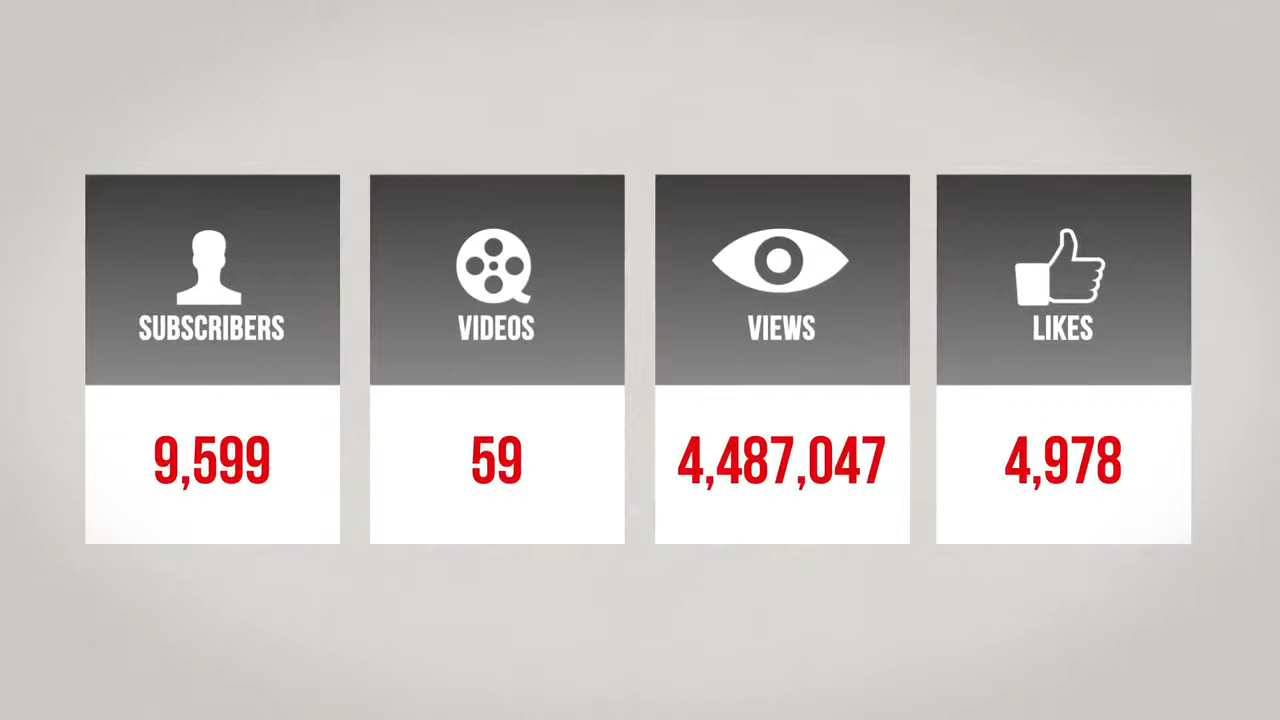 SUBSCRIBERS
VIDEOS
VIEWS
LIKES
9,599
59
4,487,047
4,978